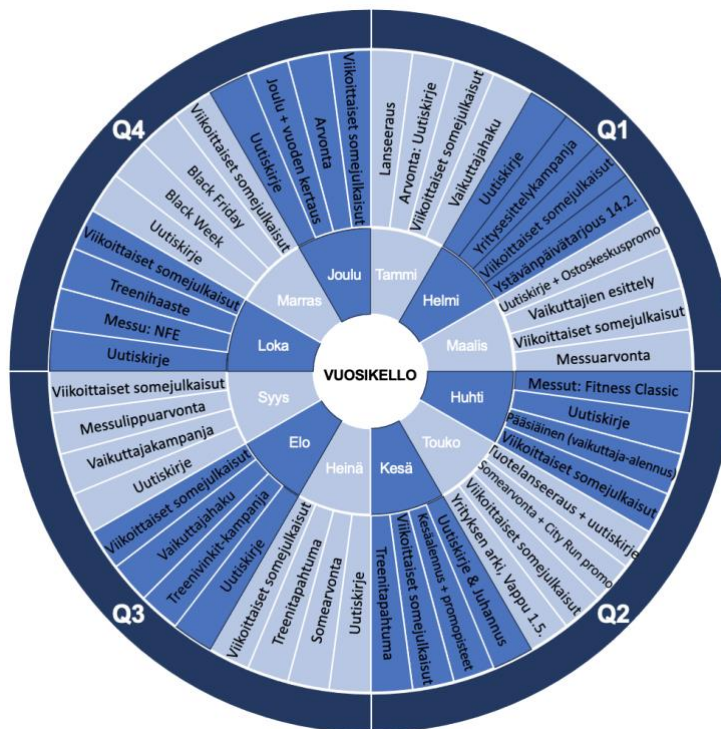 VUOSIKELLO
Q1
Tammi
Lanseeraus
Arvonta: Uutiskirje
Viikoittaiset somejulkaisut
Vaikuttajahaku
Helmi
Uutiskirje
Yritysesittelykampanja
Viikoittaiset somejulkaisut
Ystävänpäivätarjous 14.2.
Maalis
Uutiskirje + Ostoskeskuspromo
Vaikuttajien esittely
Viikoittaiset somejulkaisut
Messuarvonta
Q2
Huhti
Messut: Fitness Classic
Uutiskirje
Pääsiäinen (vaikuttaja-alennus)
Viikoittaiset somejulkaisut
Touko
Tuotelanseeraus + uutiskirje
Somearvonta + City Run promo
Viikoittaiset somejulkaisut
Yrityksen arki, Vappu 1.5.
Kesä
Uutiskirje & Juhannus
Kesäalennus + promopisteet
Viikoittaiset somejulkaisut
Treenitapahtuma
Q3
Heinä
Uutiskirje
Somearvonta
Treenitapahtuma
Viikoittaiset somejulkaisut
Elo
Uutiskirje
Treenivinkit-kampanja
Vaikuttajahaku
Viikoittaiset somejulkaisut
Syys
Uutiskirje
Vaikuttajakampanja
Messulippuarvonta
Viikoittaiset somejulkaisut
Q4
Loka
Uutiskirje
Messu: NFE
Treenihaaste
Viikoittaiset somejulkaisut
Marras
Uutiskirje
Black Week
Black Friday
Viikoittaiset somejulkaisut
Joulu
Uutiskirje
Joulu + vuoden kertaus
Arvonta
Viikoittaiset somejulkaisut